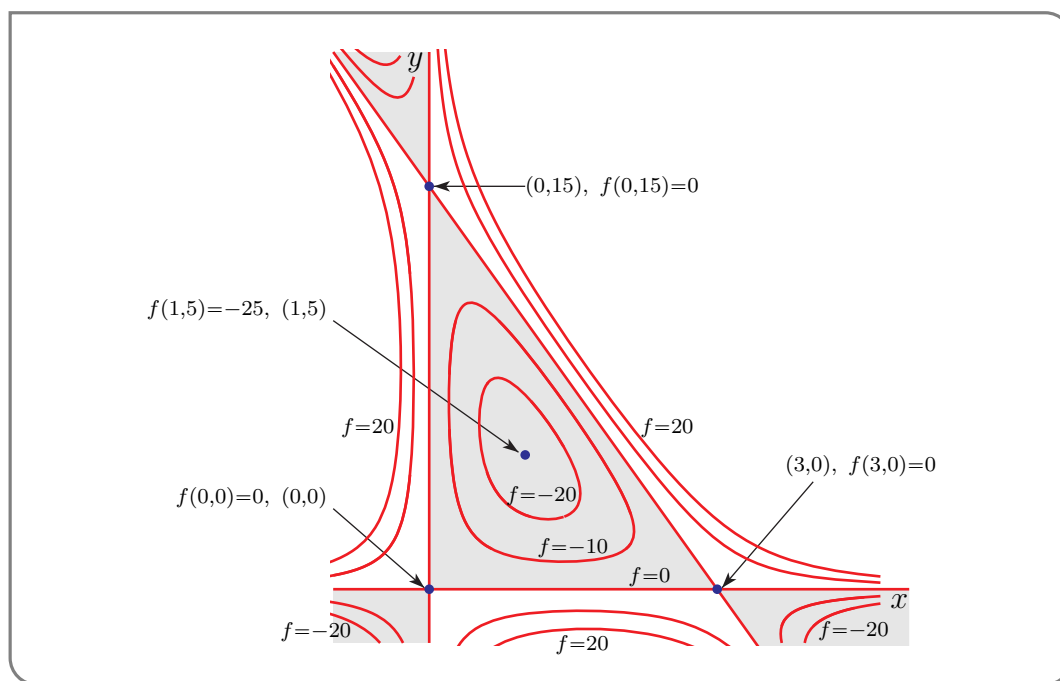 y
(0,15), f(0,15)=0
f(1,5)=−25, (1,5)
f=20
f=20
(3,0), f(3,0)=0
f(0,0)=0, (0,0)
f=−20
f=−10
f=0
x
f=−20
f=20
f=−20